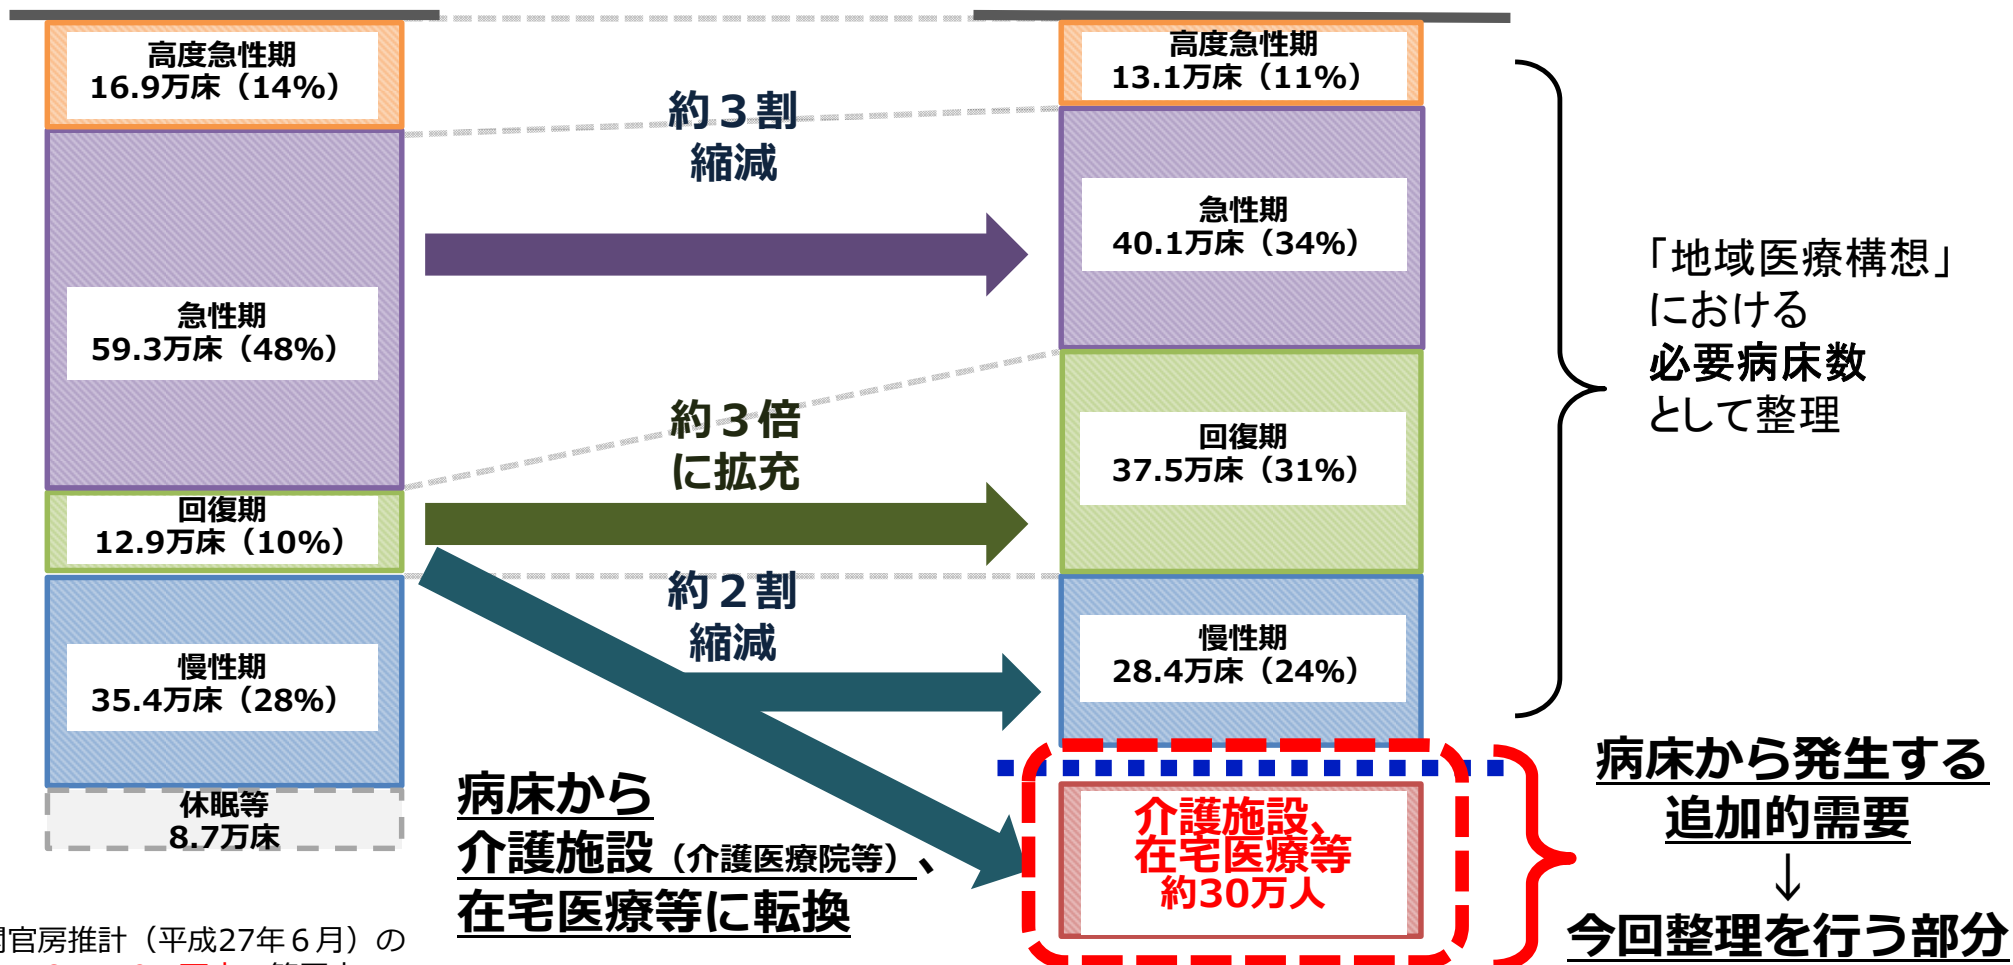 高度急性期
16.9万床（14%）
急性期
59.3万床（48%）
回復期
12.9万床（10%）
慢性期
35.4万床（28%）
休眠等
8.7万床
約３割
縮減
約３倍
に拡充
約２割
縮減
病床から
介護施設（介護医療院等）、
在宅医療等に転換
高度急性期
13.1万床（11%）
急性期
40.1万床（34%）
回復期
37.5万床（31%）
慢性期
28.4万床（24%）
介護施設、
在宅医療等
約30万人
「地域医療構想」
における
必要病床数
として整理
病床から発生する
追加的需要
↓
今回整理を行う部分
官房推計（平成27年６月）の